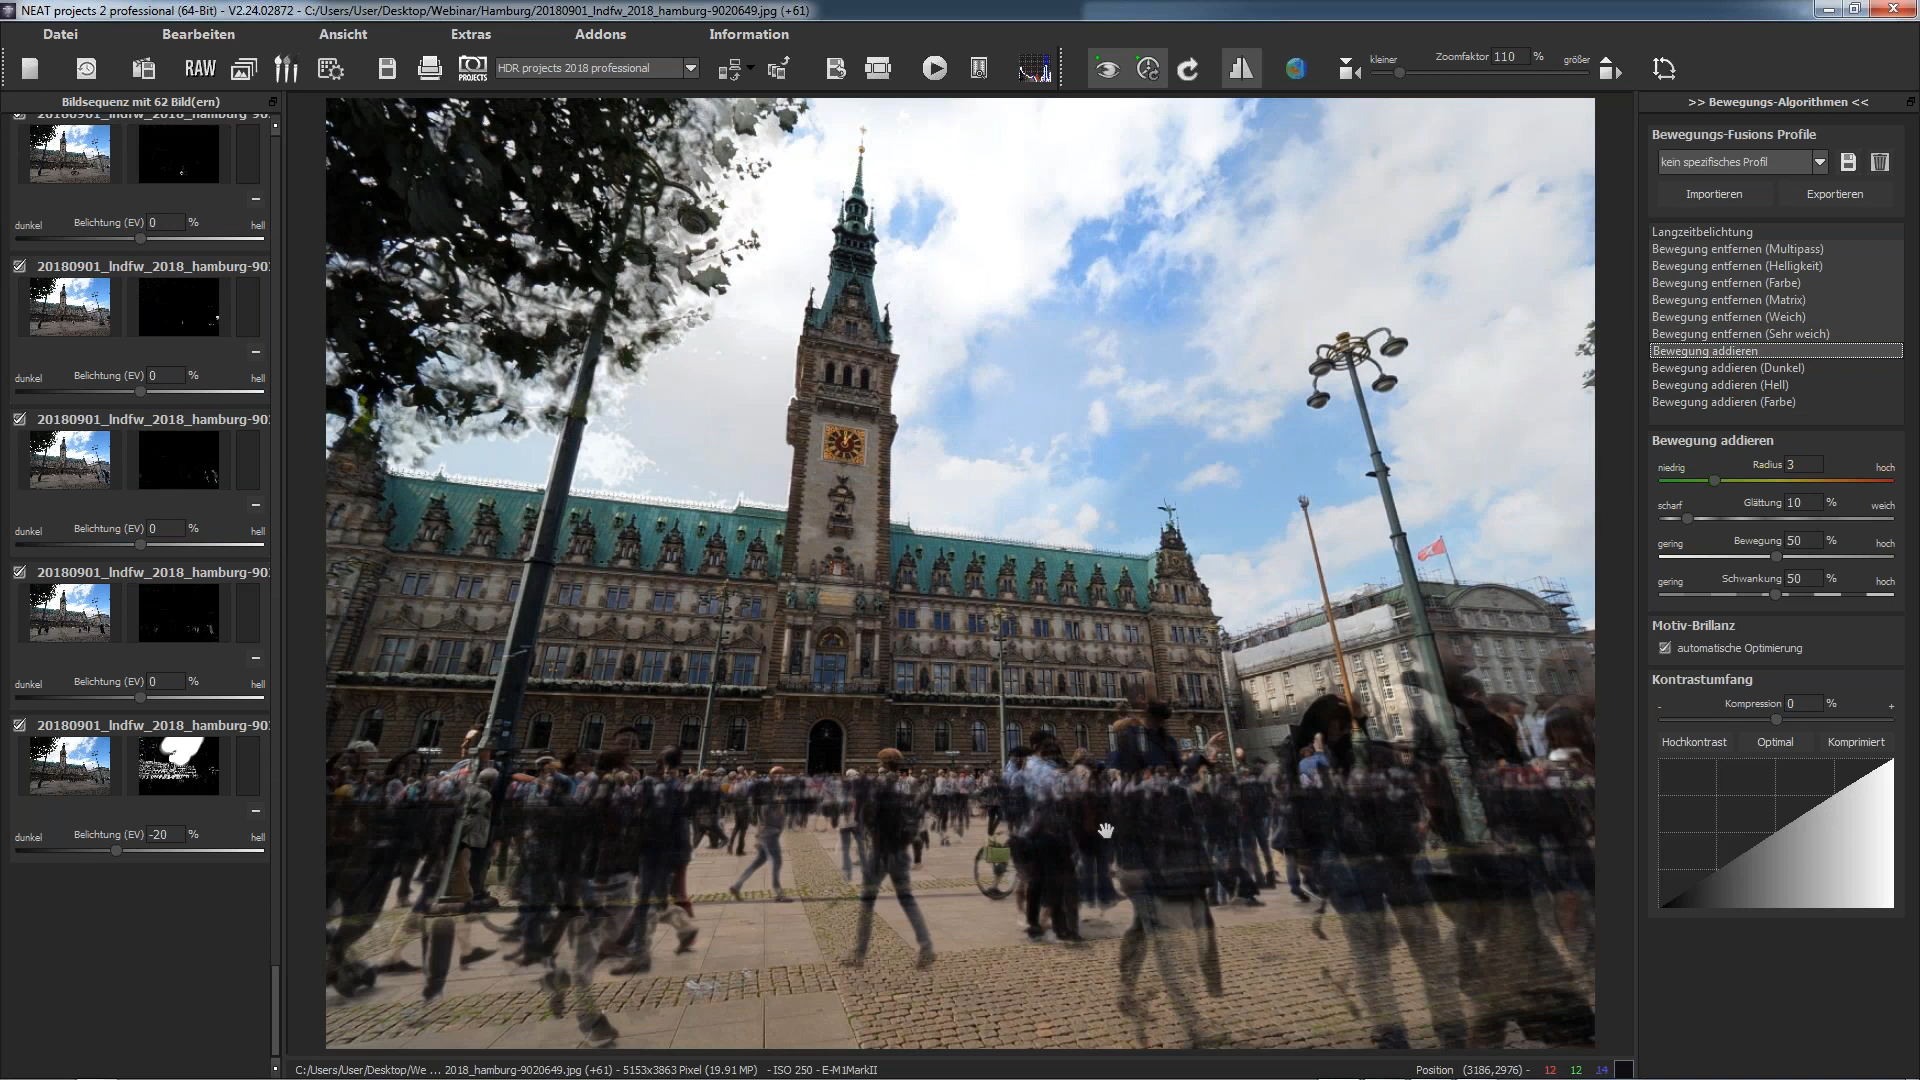 NEAT projects 2 professional (64-Bit) - V2.24.02872 - C:/Users/User/Desktop/Webinar/Hamburg/20180901_lndfw_2018_hamburg-9020649.jpg (+61)
Datei Bearbeiten Ansicht Extras Addons Information
RAW HDR projects 2018 professional kleiner Zoomfaktor 110 % größer
Bildsequenz mit 62 Bild(ern)
20180901_lndfw_2018_hamburg-90
Belichtung (EV) 0 %
dunkel hell
20180901_lndfw_2018_hamburg-90
Belichtung (EV) 0 %
dunkel hell
20180901_lndfw_2018_hamburg-90
Belichtung (EV) 0 %
dunkel hell
20180901_lndfw_2018_hamburg-90
Belichtung (EV) 0 %
dunkel hell
20180901_lndfw_2018_hamburg-90
Belichtung (EV) -20 %
dunkel hell
>> Bewegungs-Algorithmen <<
Bewegungs-Fusions Profile
kein spezifisches Profil
Importieren Exportieren
Langzeitbelichtung
Bewegung entfernen (Multipass)
Bewegung entfernen (Helligkeit)
Bewegung entfernen (Farbe)
Bewegung entfernen (Matrix)
Bewegung entfernen (Weich)
Bewegung entfernen (Sehr weich)
Bewegung addieren
Bewegung addieren (Dunkel)
Bewegung addieren (Hell)
Bewegung addieren (Farbe)
Bewegung addieren
niedrig Radius 3 hoch
scharf Glättung 10 % weich
gering Bewegung 50 % hoch
gering Schwankung 50 % hoch
Motiv-Brillanz
automatische Optimierung
Kontrastumfang
- Kompression 0 % +
Hochkontrast Optimal Komprimiert
C:/Users/User/Desktop/We ... 2018_hamburg-9020649.jpg (+61) - 5153x3863 Pixel (19.91 MP) - ISO 250 - E-M1MarkII
Position (3186,2976) - 12 12 14